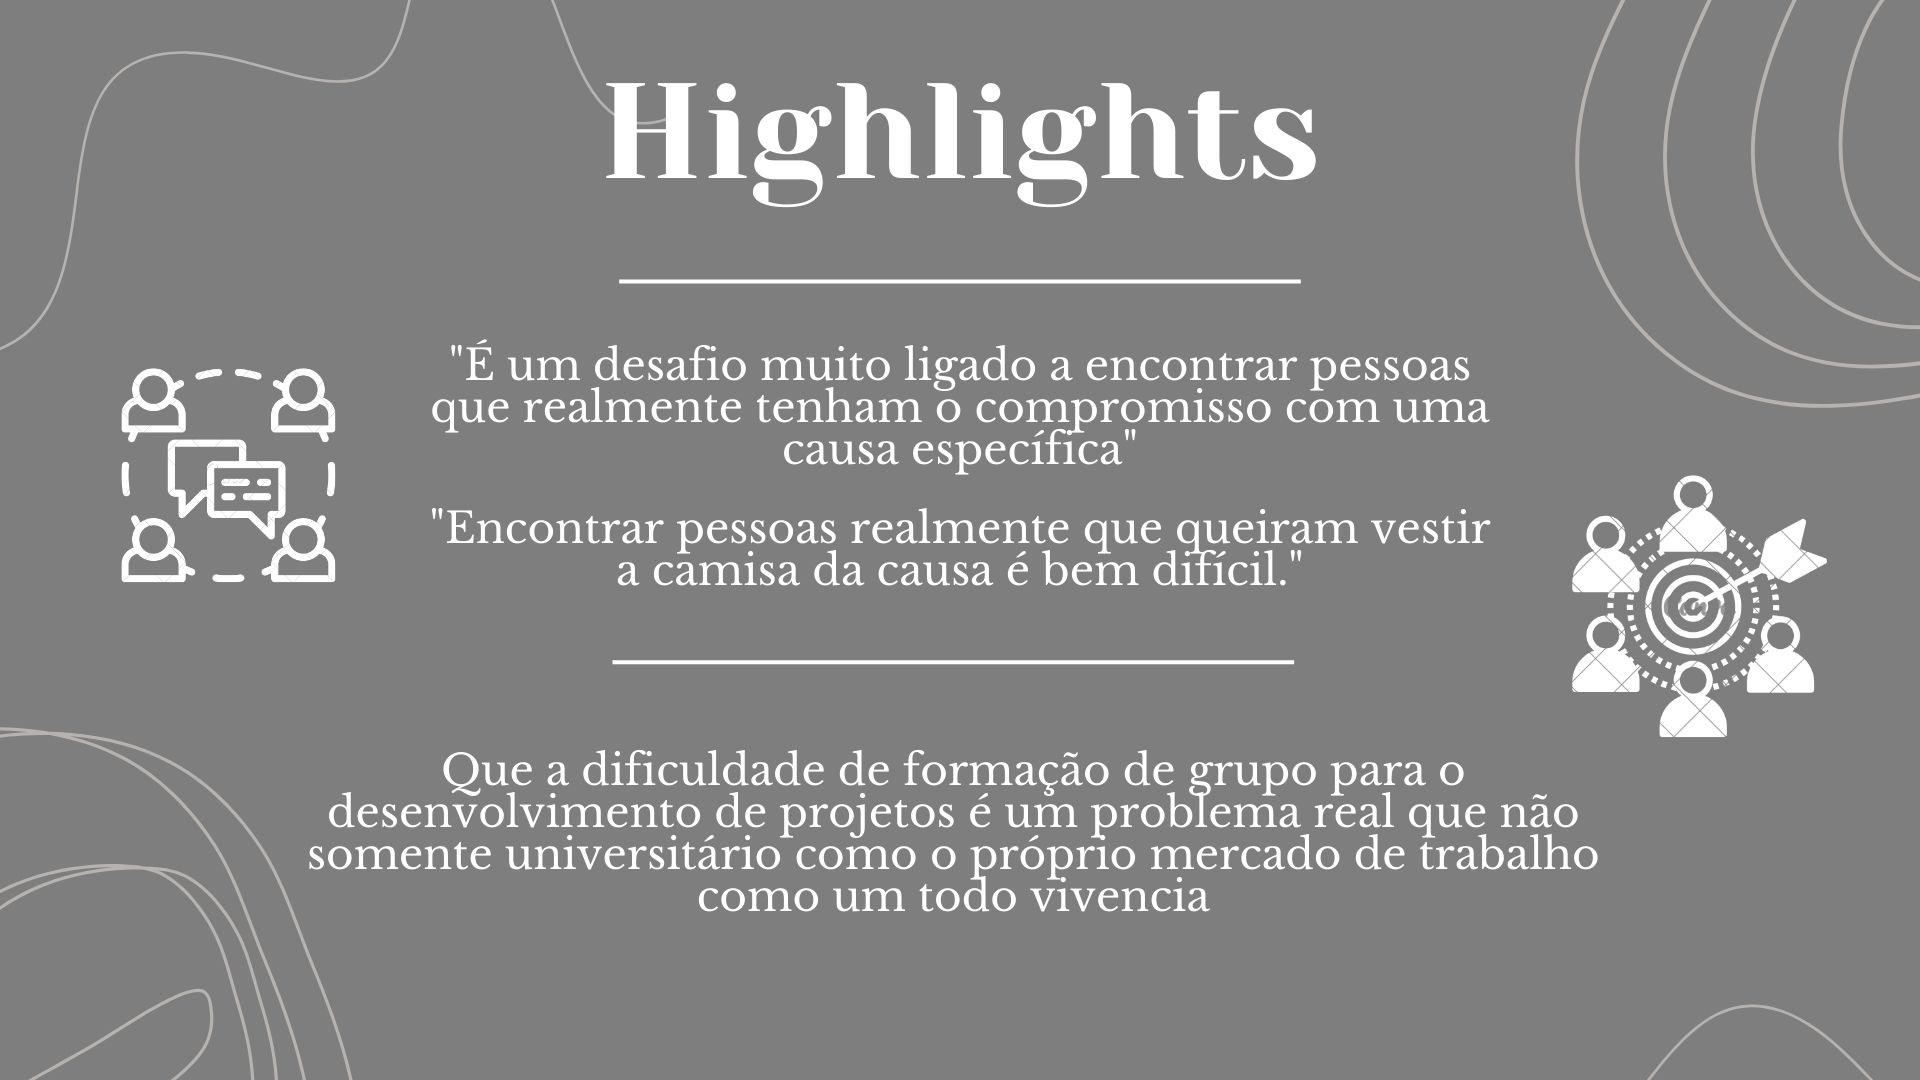 Highlights
"É um desafio muito ligado a encontrar pessoas
que realmente tenham o compromisso com uma
causa específica"
"Encontrar pessoas realmente que queiram vestir
a camisa da causa é bem difícil."
Que a dificuldade de formação de grupo para o
desenvolvimento de projetos é um problema real que não
somente universitário como o próprio mercado de trabalho
como um todo vivencia